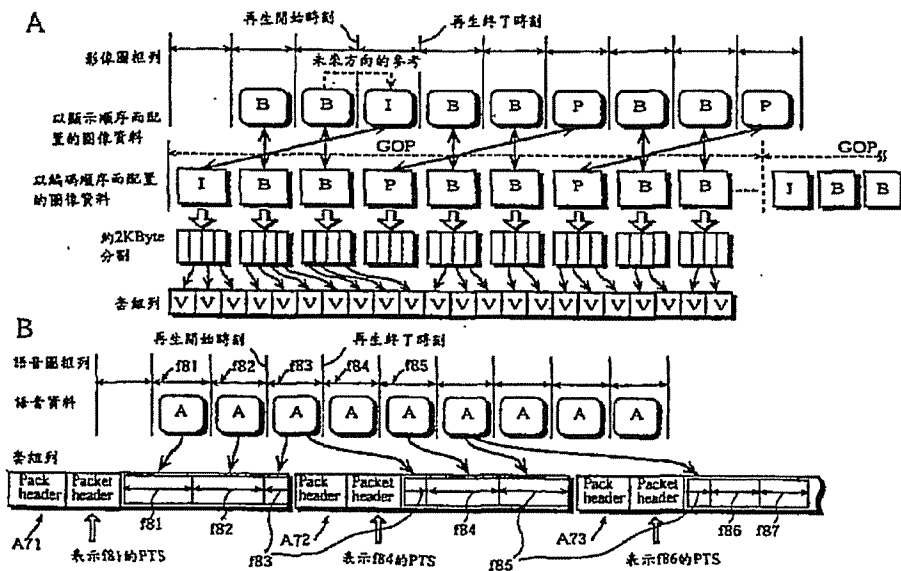 A
再生開始時刻
再生終了時刻
影像圖框列
未來方向的參考
B B I B B P B B P
以顯示順序而配置的圖像資料
GOP
GOP
I B B P B B P B B
I B B
以編碼順序而配置的圖像資料
約2KByte
分割
套組列
V V V V V V V V V V V V V V V V V V V
B
再生開始時刻
再生終了時刻
語音圖框列
f81 f82 f83 f84 f85
語音資料
A A A A A A A A A
套組列
Pack header
Packet header
Pack header
Packet header
Pack header
Packet header
f81 f82 f83 f84 f85 f86 f87
A71
A72
A73
表示f81的PTS
表示f84的PTS
表示f86的PTS